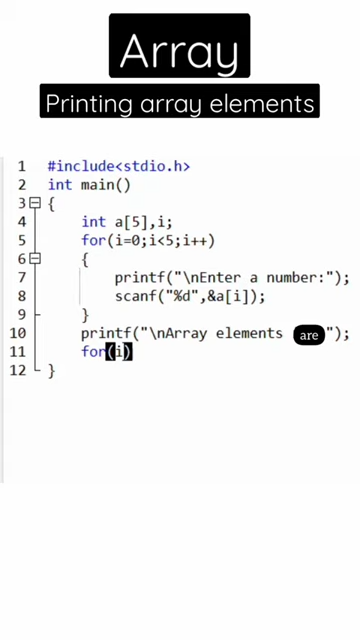 Array
Printing array elements
1 #include<stdio.h>
2 int main()
3 {
4 int a[5],i;
5 for(i=0;i<5;i++)
6 {
7 printf("\nEnter a number:");
8 scanf("%d",&a[i]);
9 }
10 printf("\nArray elements are");
11 for(i)
12 }